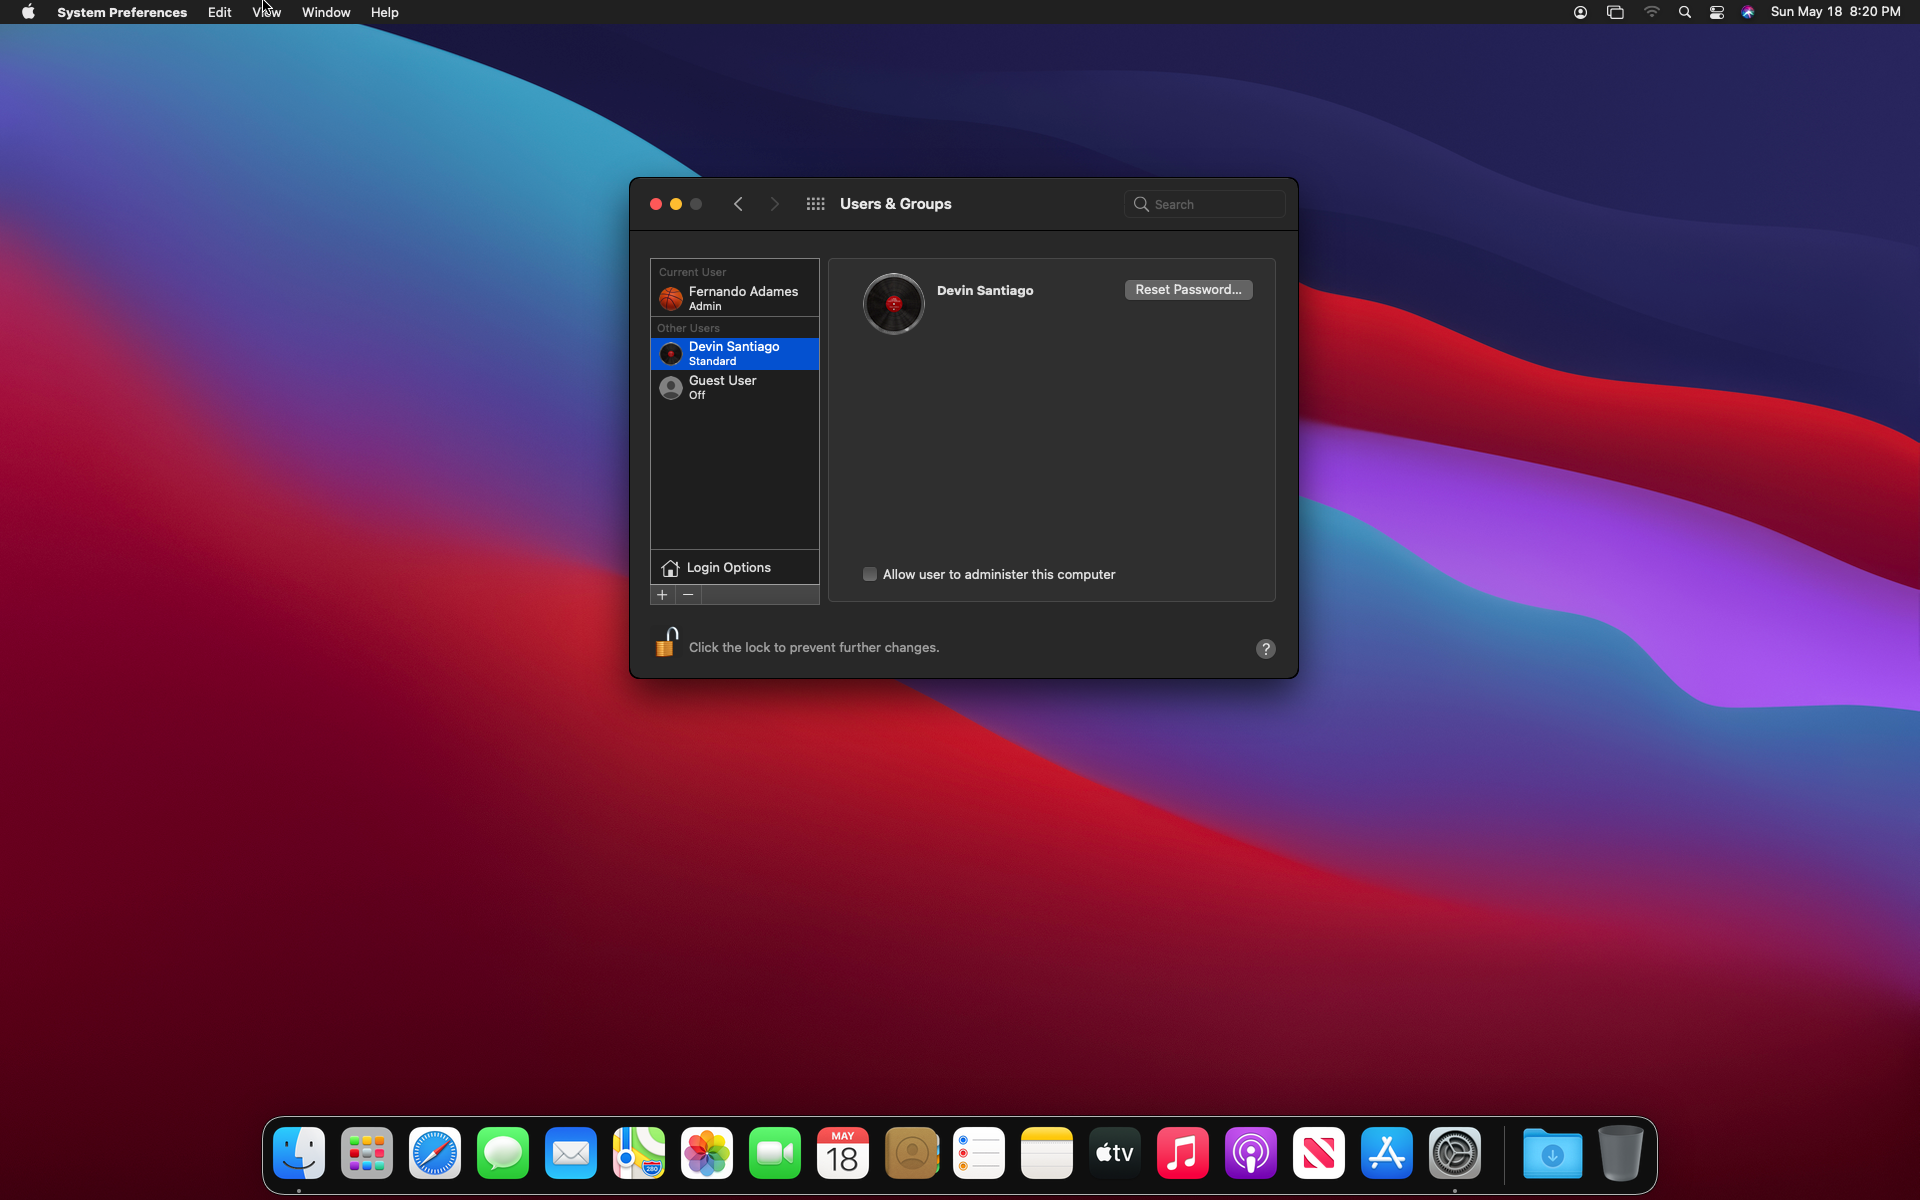 System Preferences Edit View Window Help
Sun May 18 8:20 PM
Users & Groups
Search
Current User
Fernando Adames
Admin
Other Users
Devin Santiago
Standard
Guest User
Off
Login Options
+ −
Devin Santiago
Reset Password...
Allow user to administer this computer
Click the lock to prevent further changes.
?
280
MAY
18
tv